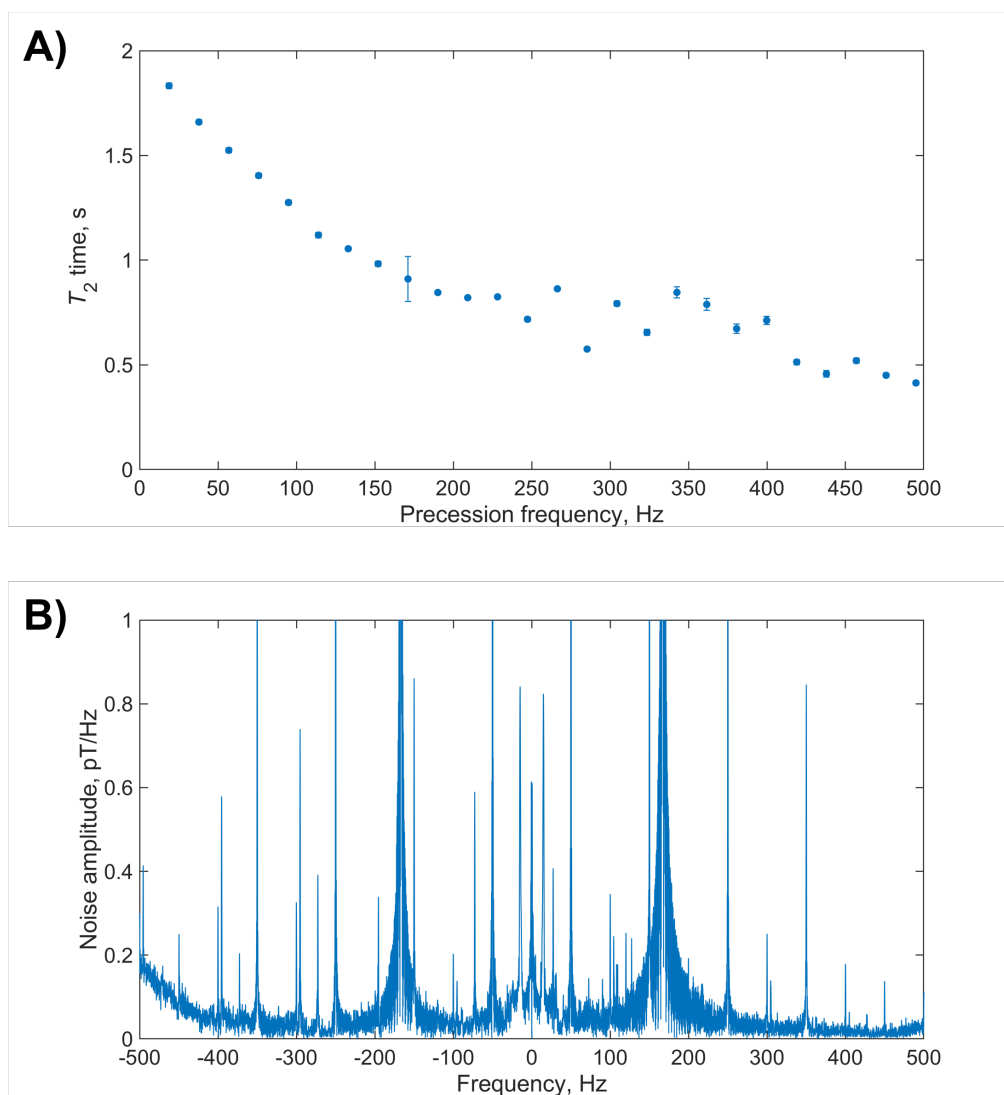 A)
2
1.5
1
0.5
0
T2 time, s
0 50 100 150 200 250 300 350 400 450 500
Precession frequency, Hz
B)
1
0.8
0.6
0.4
0.2
0
Noise amplitude, pT/Hz
-500 -400 -300 -200 -100 0 100 200 300 400 500
Frequency, Hz